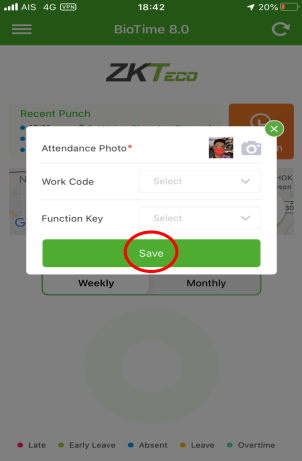 AIS 4G VPN 18:42 20%
BioTime 8.0
ZKTeco
Recent Punch
Attendance Photo*
Work Code Select
Function Key Select
Save
Weekly Monthly
Late Early Leave Absent Leave Overtime